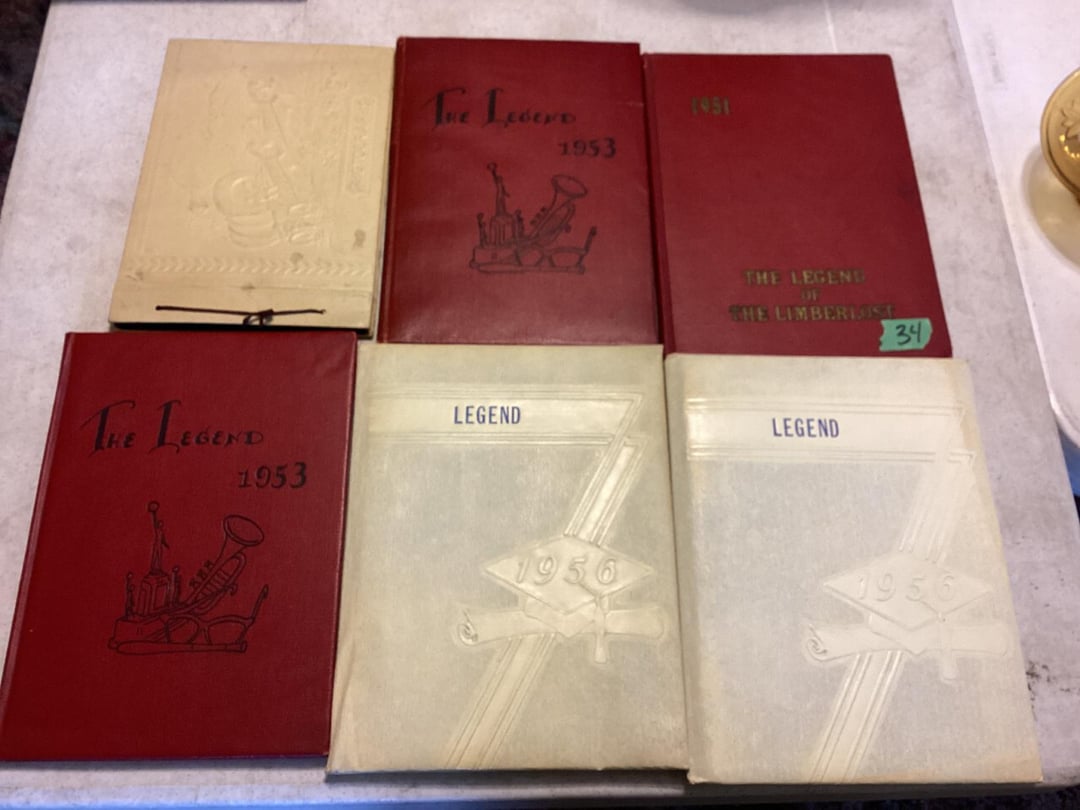 The Legend
1953
1951
THE LEGEND
OF
THE LIMBERLOST
34
The Legend
1953
LEGEND
1956
LEGEND
1956